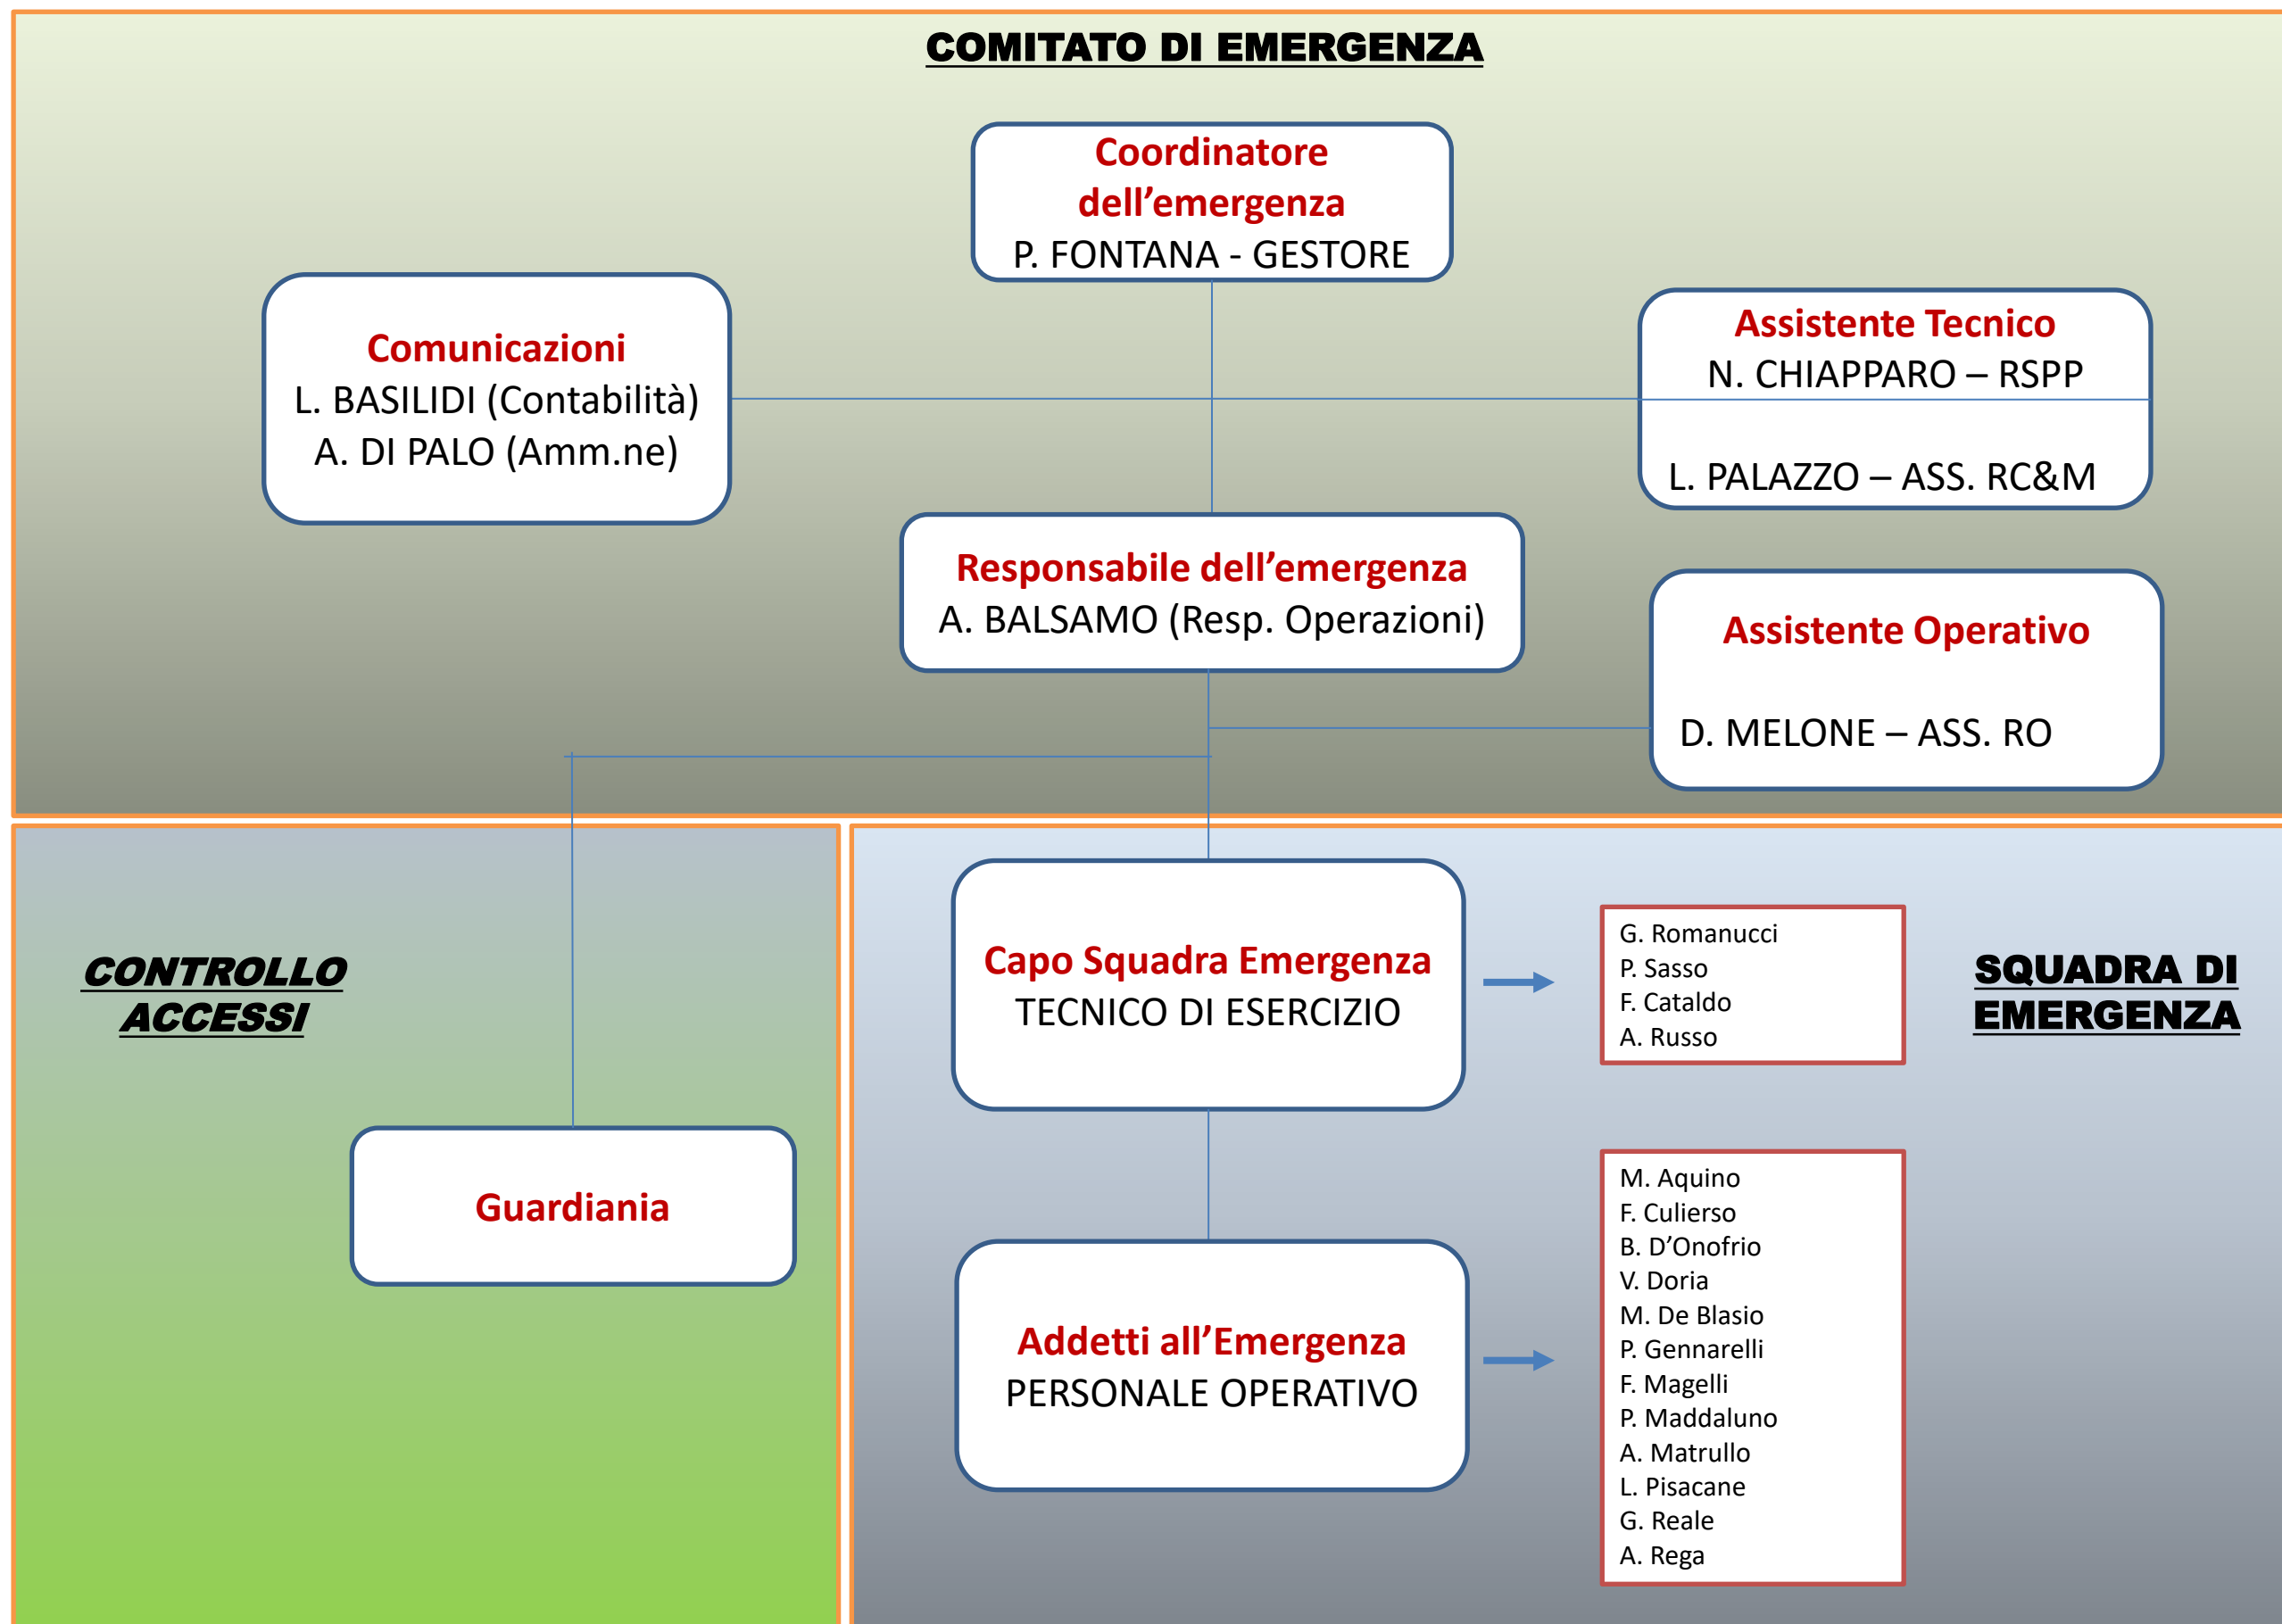 COMITATO DI EMERGENZA
Coordinatore
dell’emergenza
P. FONTANA - GESTORE
Comunicazioni
L. BASILIDI (Contabilità)
A. DI PALO (Amm.ne)
Assistente Tecnico
N. CHIAPPARO – RSPP
L. PALAZZO – ASS. RC&M
Responsabile dell’emergenza
A. BALSAMO (Resp. Operazioni)
Assistente Operativo
D. MELONE – ASS. RO
CONTROLLO
ACCESSI
Guardiania
Capo Squadra Emergenza
TECNICO DI ESERCIZIO
G. Romanucci
P. Sasso
F. Cataldo
A. Russo
SQUADRA DI
EMERGENZA
Addetti all’Emergenza
PERSONALE OPERATIVO
M. Aquino
F. Culierso
B. D’Onofrio
V. Doria
M. De Blasio
P. Gennarelli
F. Magelli
P. Maddaluno
A. Matrullo
L. Pisacane
G. Reale
A. Rega